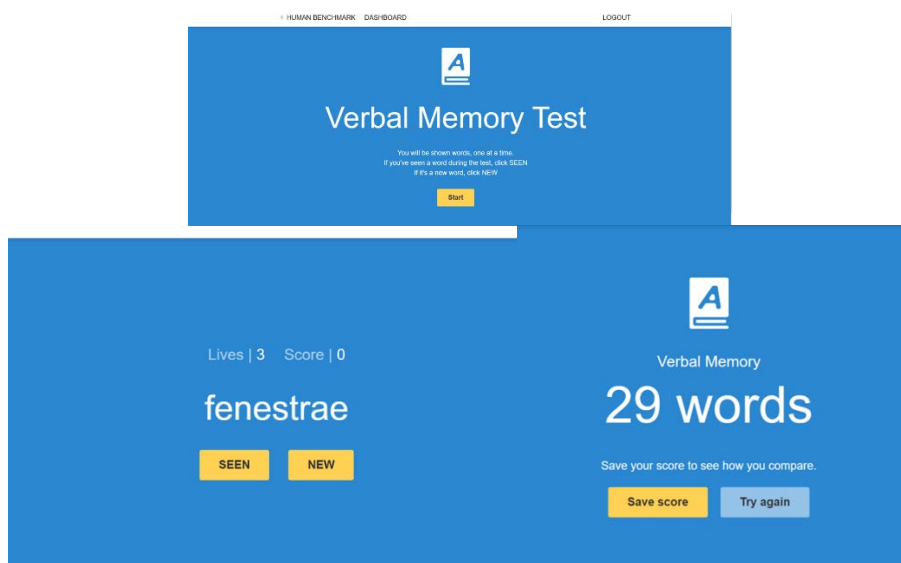 HUMAN BENCHMARK DASHBOARD LOGOUT
A
Verbal Memory Test
You will be shown words, one at a time.
If you've seen a word during the test, click SEEN
If it's a new word, click NEW
Start
Lives | 3 Score | 0
fenestrae
SEEN NEW
A
Verbal Memory
29 words
Save your score to see how you compare.
Save score Try again